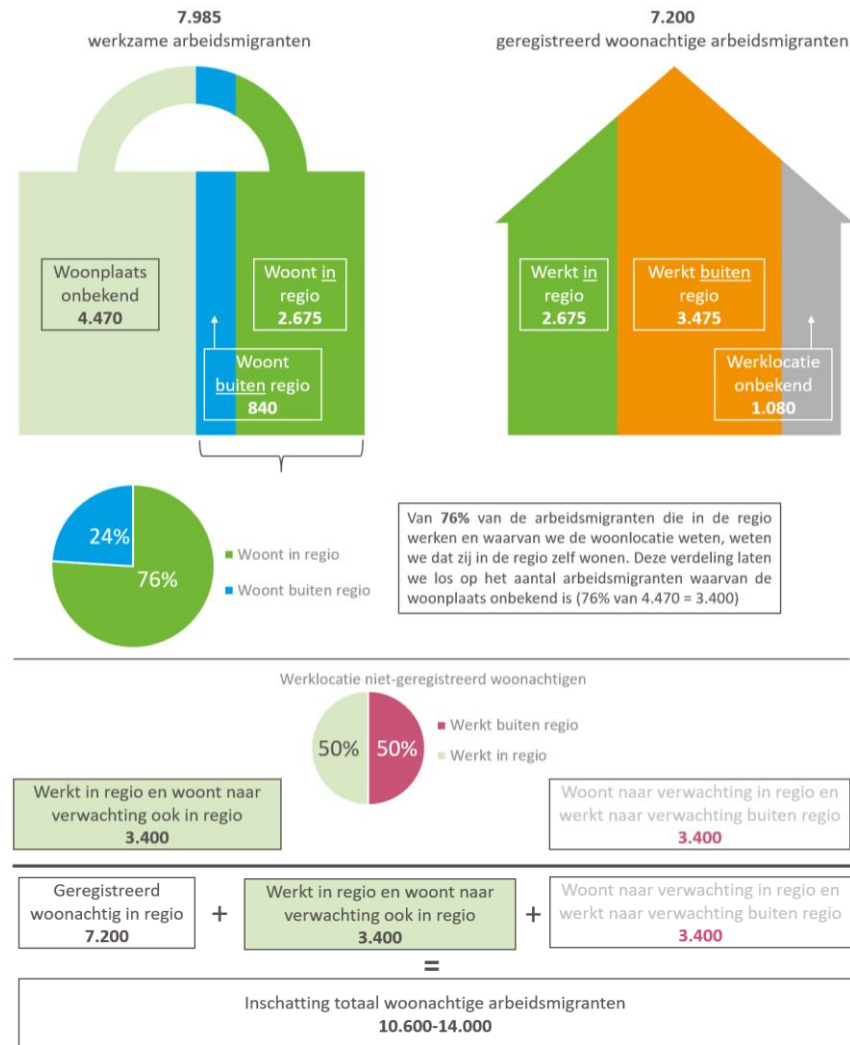 7.985
werkzame arbeidsmigranten
7.200
geregistreerd woonachtige arbeidsmigranten
Woonplaats
onbekend
4.470
Woont in
regio
2.675
Woont
buiten regio
840
Werkt in
regio
2.675
Werkt buiten
regio
3.475
Werklocatie
onbekend
1.080
24%
76%
Woont in regio
Woont buiten regio
Van 76% van de arbeidsmigranten die in de regio
werken en waarvan we de woonlocatie weten, weten
we dat zij in de regio zelf wonen. Deze verdeling laten
we los op het aantal arbeidsmigranten waarvan de
woonplaats onbekend is (76% van 4.470 = 3.400)
Werklocatie niet-geregistreerd woonachtigen
50%
50%
Werkt buiten regio
Werkt in regio
Werkt in regio en woont naar
verwachting ook in regio
3.400
Woont naar verwachting in regio en
werkt naar verwachting buiten regio
3.400
Geregistreerd
woonachtig in regio
7.200
+
Werkt in regio en woont naar
verwachting ook in regio
3.400
+
Woont naar verwachting in regio en
werkt naar verwachting buiten regio
3.400
=
Inschatting totaal woonachtige arbeidsmigranten
10.600-14.000